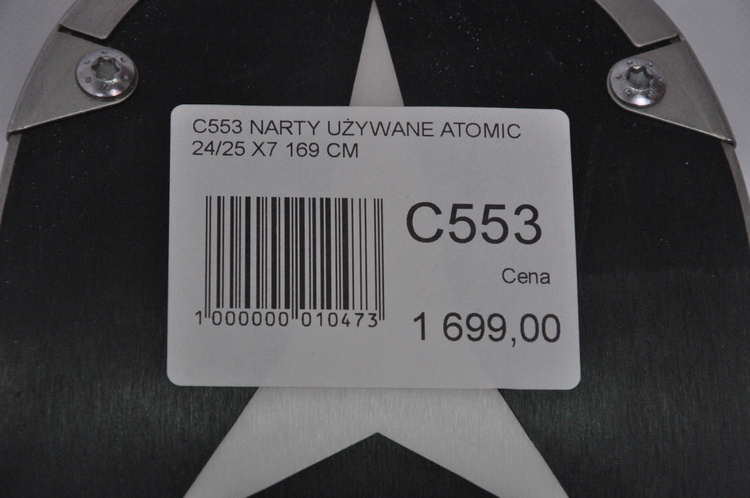 C553 NARTY UŻYWANE ATOMIC
24/25 X7 169 CM
C553
Cena
1 000000 010473
1 699,00